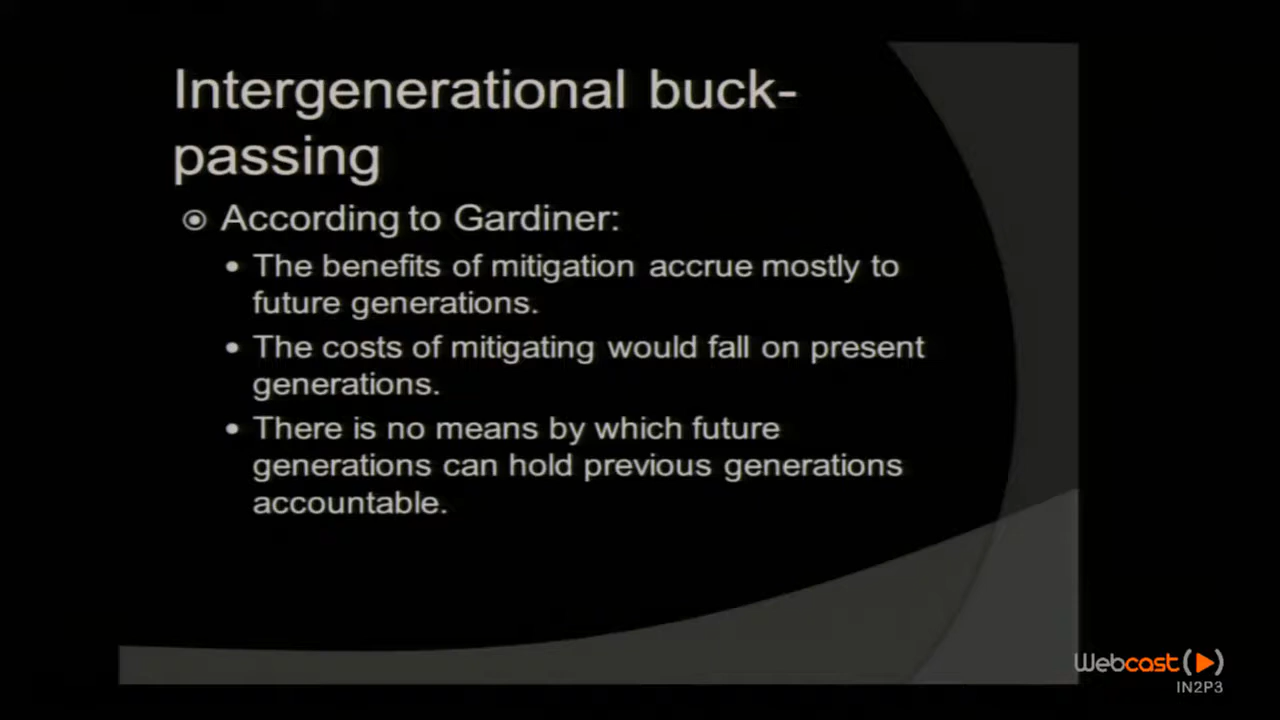 Intergenerational buck-
passing
According to Gardiner:
• The benefits of mitigation accrue mostly to
future generations.
• The costs of mitigating would fall on present
generations.
• There is no means by which future
generations can hold previous generations
accountable.
Webcast
IN2P3